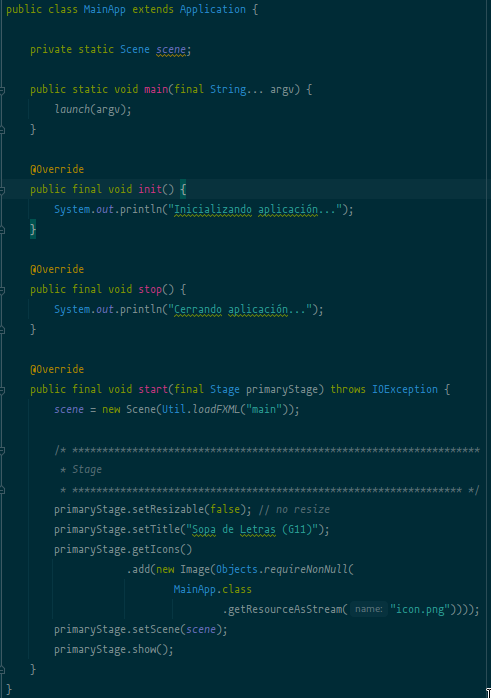 public class MainApp extends Application {
private static Scene scene;
public static void main(final String... argv) {
launch(argv);
}
@Override
public final void init() {
System.out.println("Inicializando aplicación...");
}
@Override
public final void stop() {
System.out.println("Cerrando aplicación...");
}
@Override
public final void start(final Stage primaryStage) throws IOException {
scene = new Scene(Util.loadFXML("main"));
/* ********************************************************************
* Stage
* ***************************************************************** */
primaryStage.setResizable(false); // no resize
primaryStage.setTitle("Sopa de Letras (G11)");
primaryStage.getIcons()
.add(new Image(Objects.requireNonNull(
MainApp.class
.getResourceAsStream( name: "icon.png"))));
primaryStage.setScene(scene);
primaryStage.show();
}
}